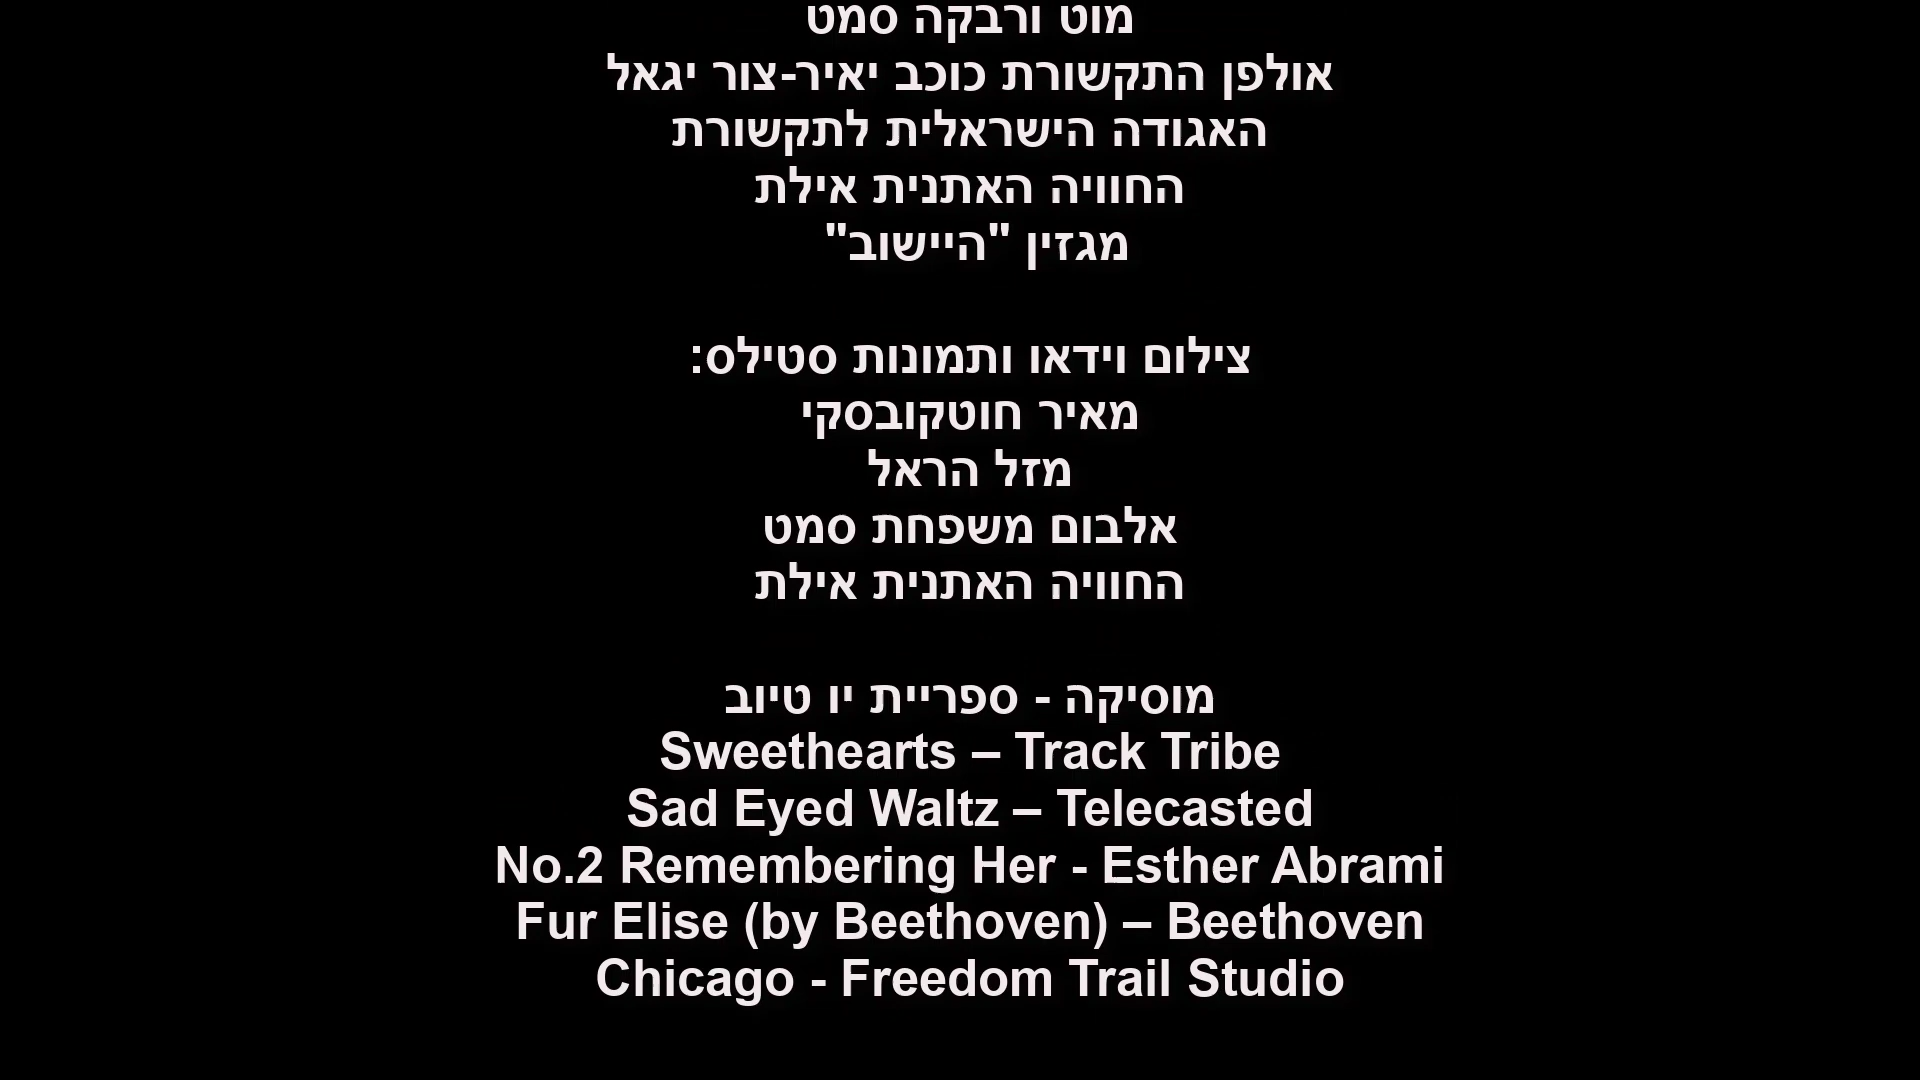 מוט ורבקה סמט
אולפן התקשורת כוכב יאיר-צור יגאל
האגודה הישראלית לתקשורת
החוויה האתנית אילת
מגזין "היישוב"
צילום וידאו ותמונות סטילס:
מאיר חוטקובסקי
מזל הראל
אלבום משפחת סמט
החוויה האתנית אילת
מוסיקה - ספריית יו טיוב
Sweethearts – Track Tribe
Sad Eyed Waltz – Telecasted
No.2 Remembering Her - Esther Abrami
Fur Elise (by Beethoven) – Beethoven
Chicago - Freedom Trail Studio